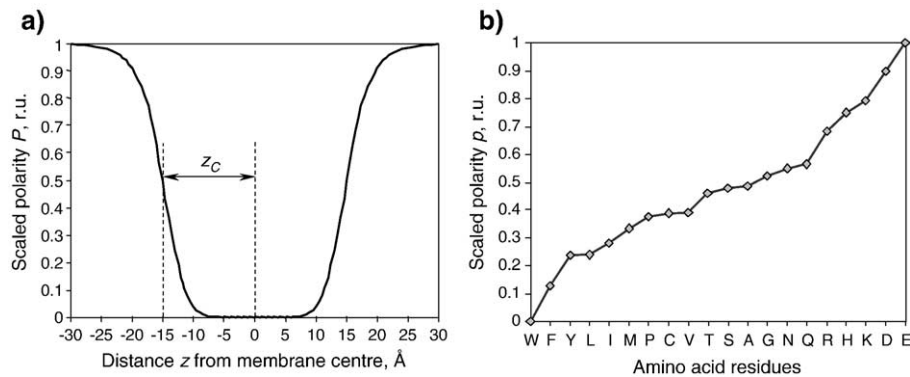 a)
Scaled polarity P, r.u.
1
0.9
0.8
0.7
0.6
0.5
0.4
0.3
0.2
0.1
0
z_C
-30 -25 -20 -15 -10 -5 0 5 10 15 20 25 30
Distance z from membrane centre, Å
b)
Scaled polarity p, r.u.
1
0.9
0.8
0.7
0.6
0.5
0.4
0.3
0.2
0.1
0
W F Y L I M P C V T S A G N Q R H K D E
Amino acid residues